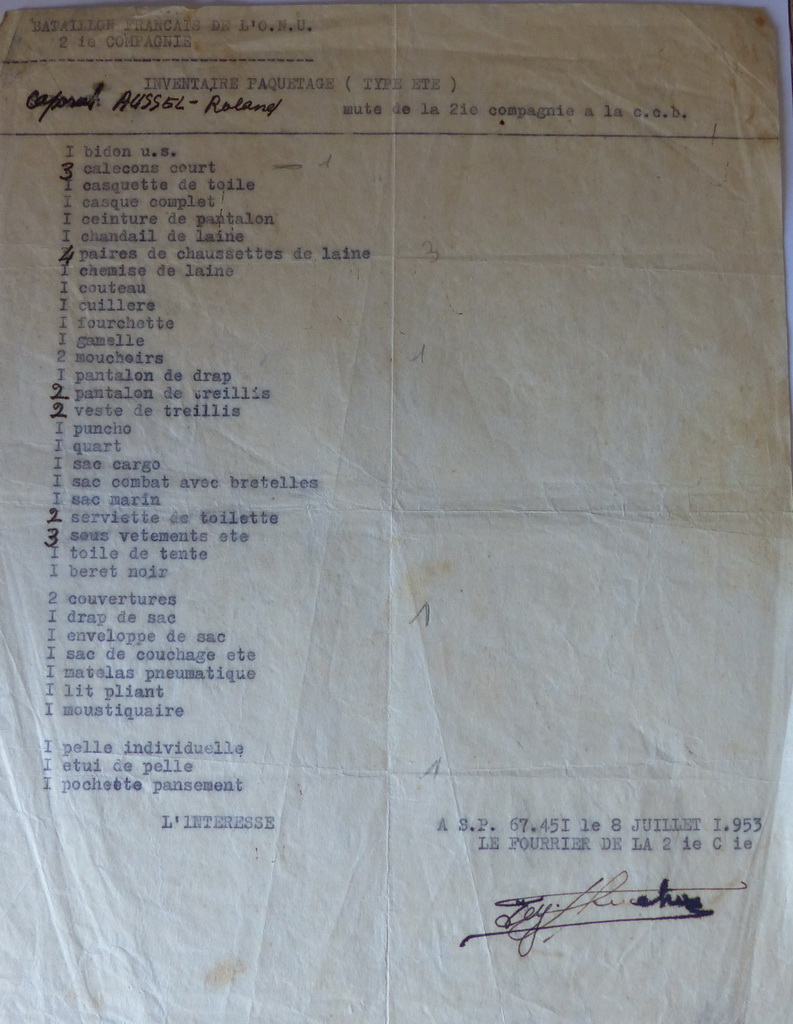 BATAILLON FRANCAIS DE L'O.N.U.
2 ie COMPAGNIE
INVENTAIRE PAQUETAGE ( TYPE ETE )
Caporal AUSSEL - Roland mute de la 2ie compagnie a la c.c.b.
I bidon u.s.
3 calecons court — 1
I casquette de toile
I casque complet
I ceinture de pantalon
I chandail de laine
4 paires de chaussettes de laine 3
I chemise de laine
I couteau
I cuillere
I fourchette
I gamelle
2 mouchoirs 1
I pantalon de drap
2 pantalon de treillis
2 veste de treillis
I puncho
I quart
I sac cargo
I sac combat avec bretelles
I sac marin
2 serviette de toilette
3 sous vetements ete
I toile de tente
I beret noir
2 couvertures
I drap de sac 1
I enveloppe de sac
I sac de couchage ete
I matelas pneumatique
I lit pliant
I moustiquaire
I pelle individuelle
I etui de pelle 1
I pochette pansement
L'INTERESSE
A S.P. 67.45I le 8 JUILLET I.953
LE FOURRIER DE LA 2 ie C ie